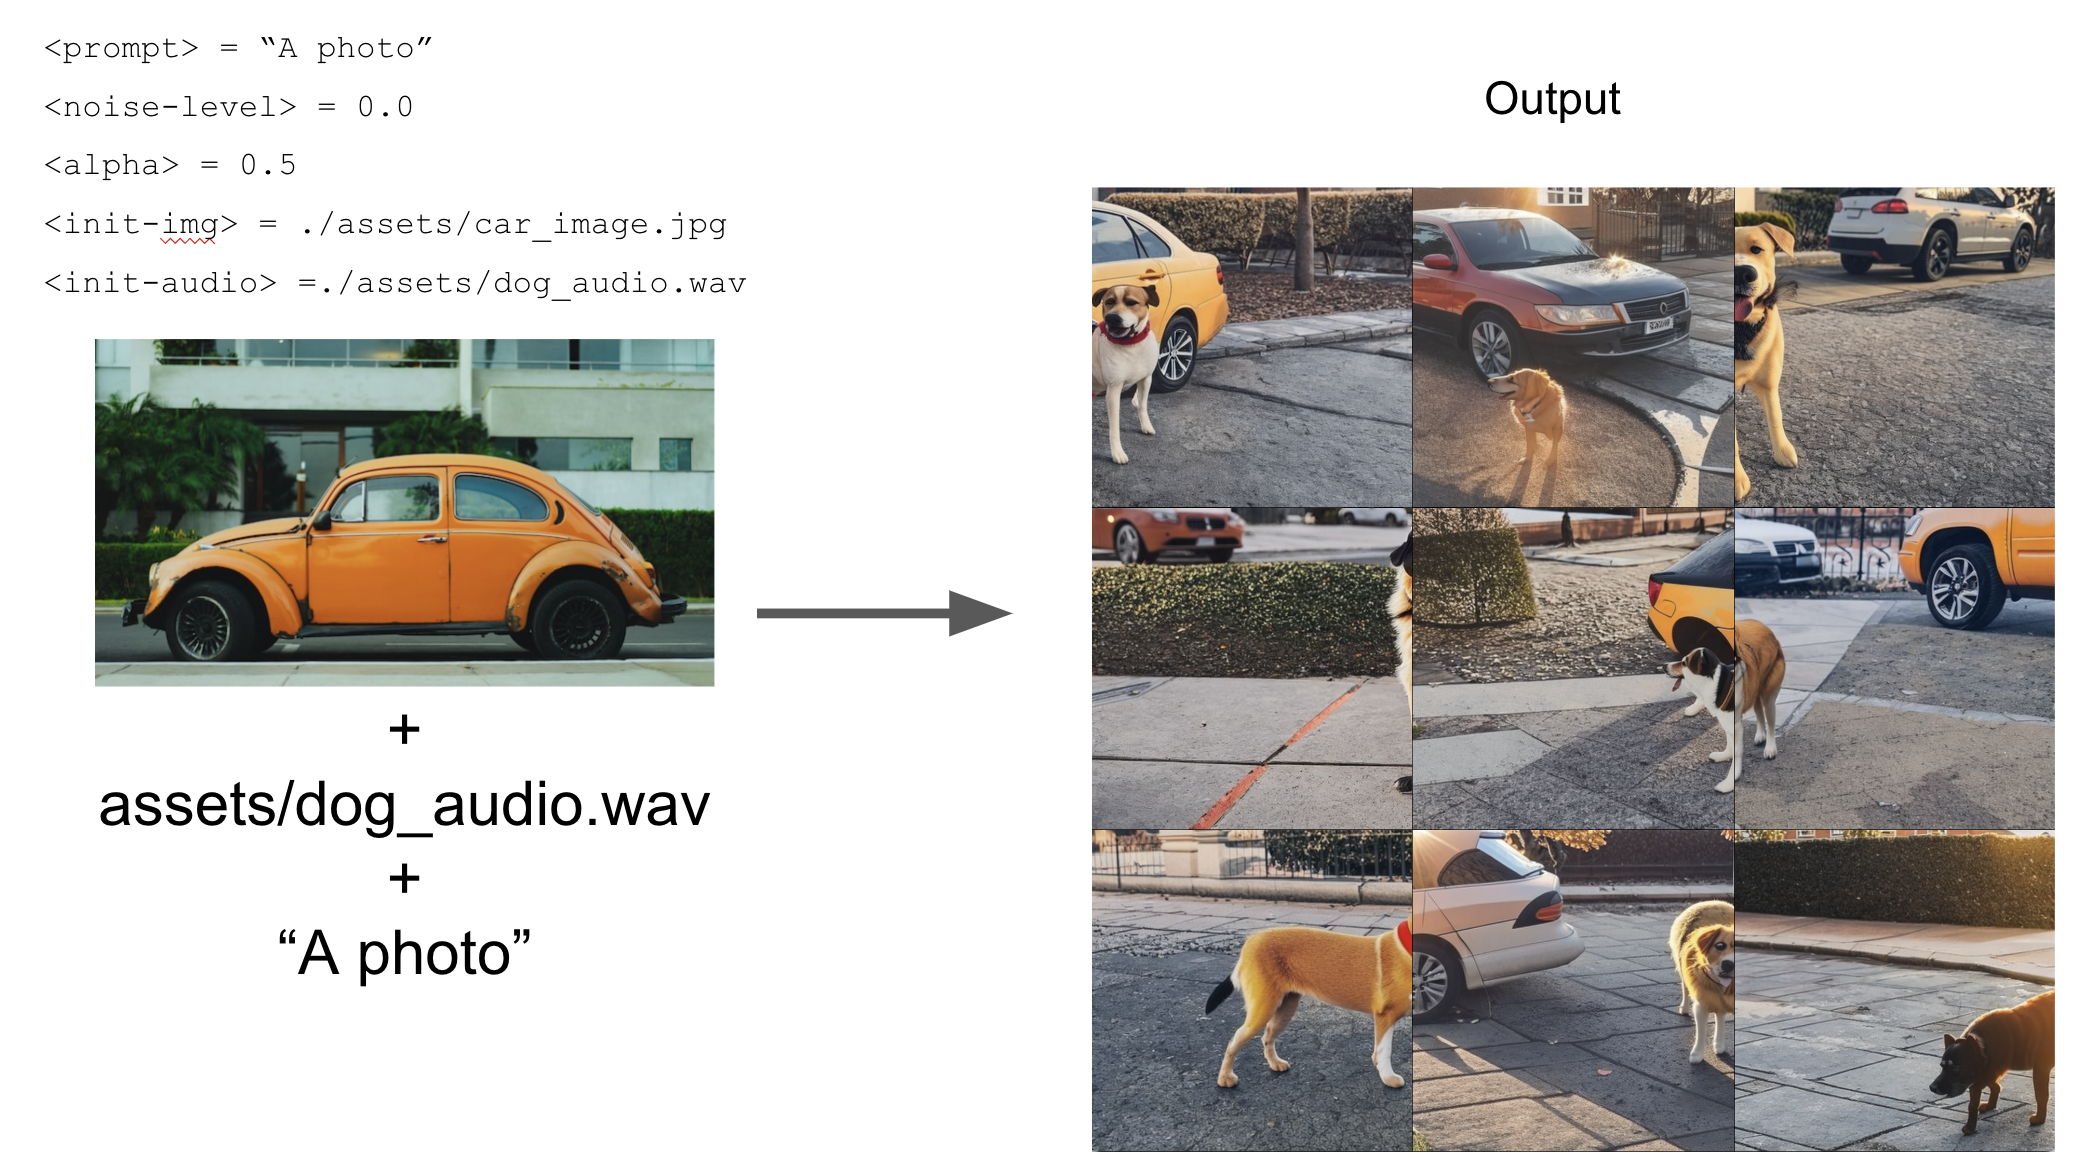 <prompt> = “A photo”
<noise-level> = 0.0
<alpha> = 0.5
<init-img> = ./assets/car_image.jpg
<init-audio> =./assets/dog_audio.wav
Output
+
assets/dog_audio.wav
+
“A photo”